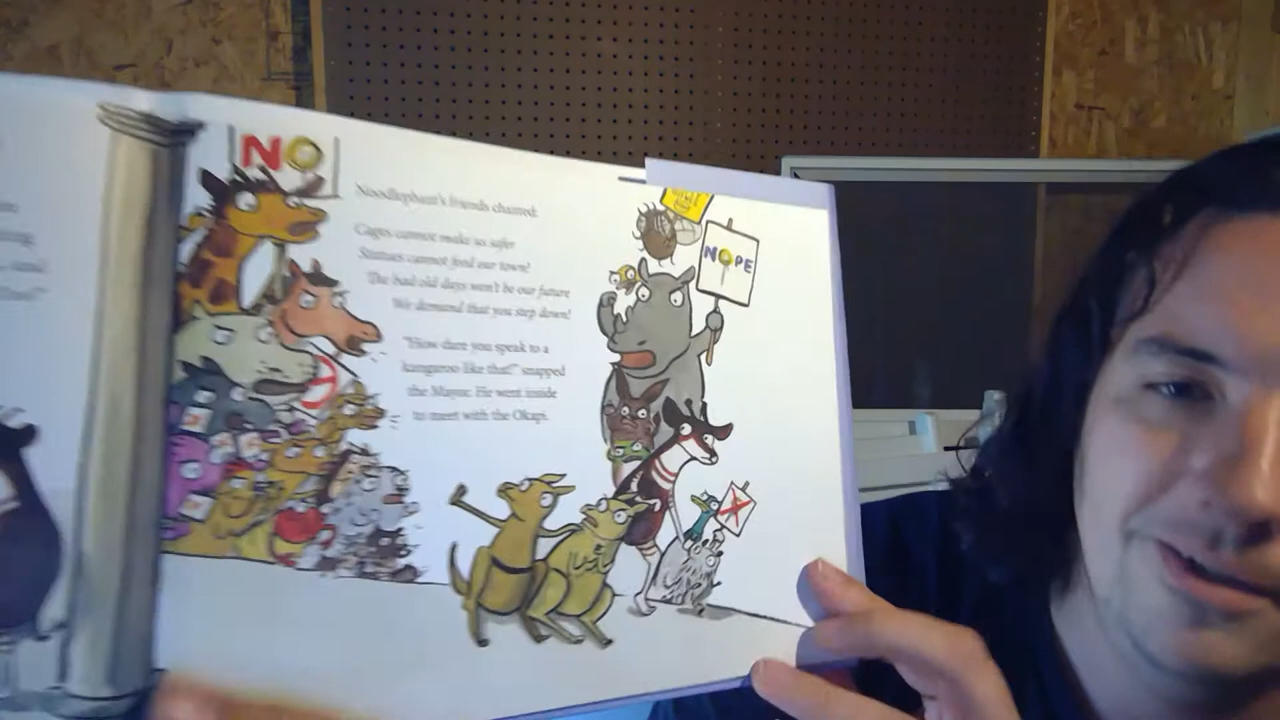 NO
Noodlephant's friends chanted:
Cages cannot make us safer
Statues cannot feed our town!
The bad old days won't be our future
We demand that you step down!
"How dare you speak to a
kangaroo like that!" snapped
the Mayor. He went inside
to meet with the Okapi.
NOPE